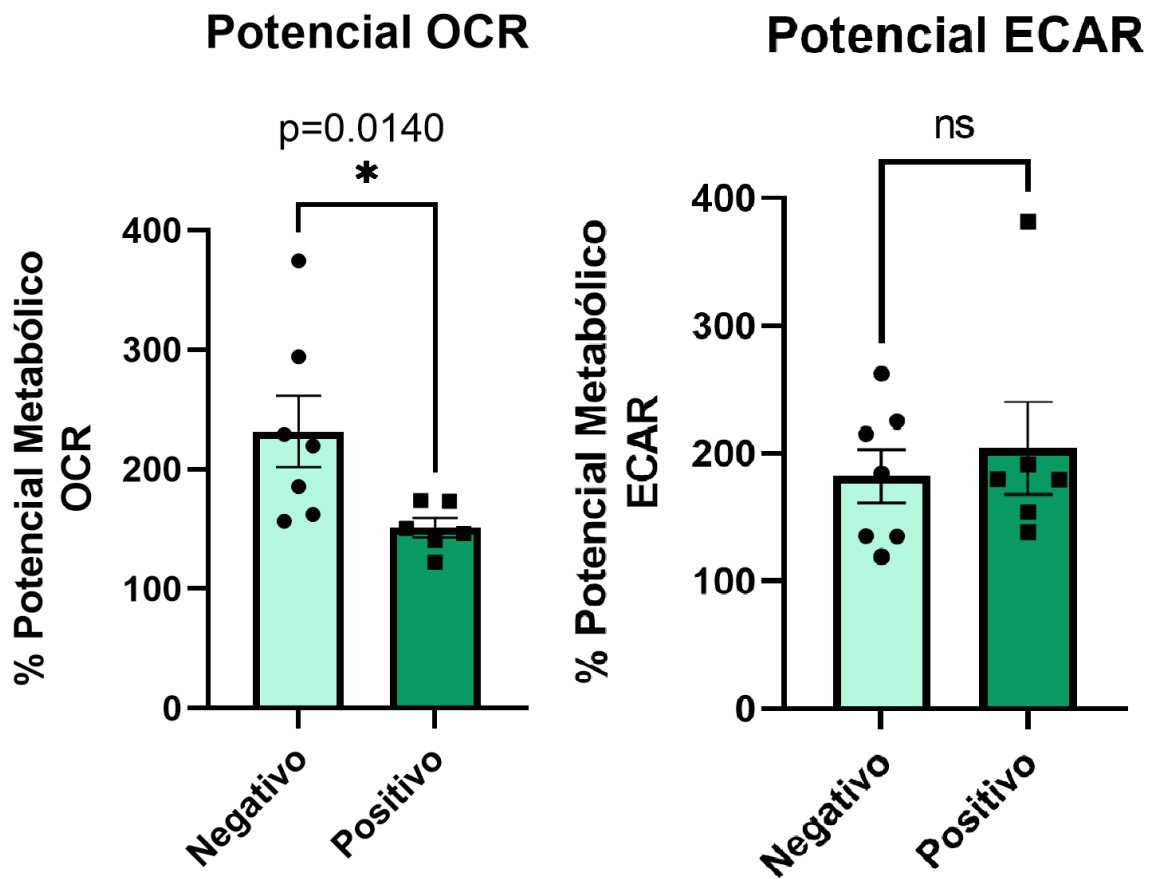 Potencial OCR
p=0.0140
*
400
300
200
100
0
% Potencial Metabólico
OCR
Negativo
Positivo
Potencial ECAR
ns
400
300
200
100
0
% Potencial Metabólico
ECAR
Negativo
Positivo